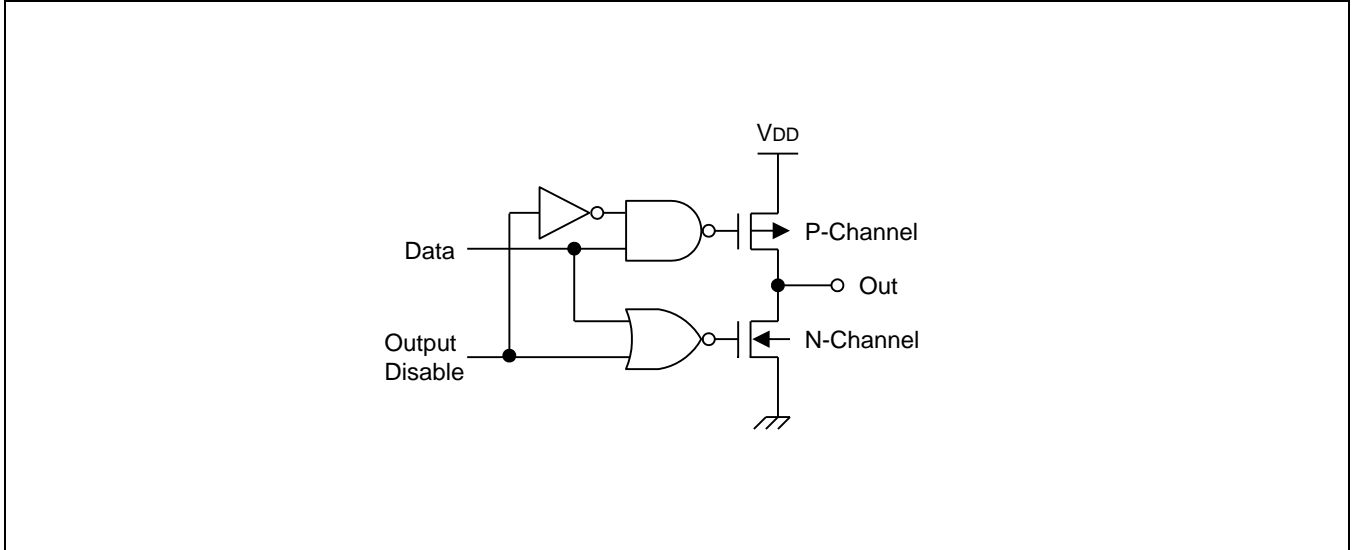 VDD
P-Channel
Data
Out
Output
Disable
N-Channel